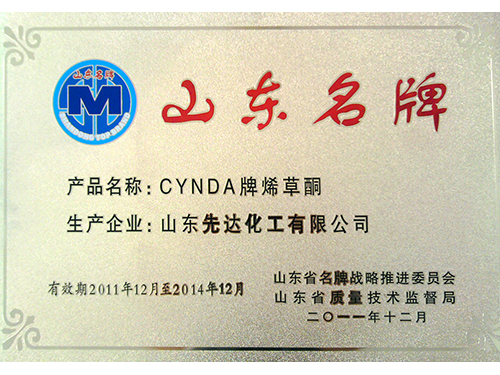 山东名牌
M
SHANDONG TOP BRAND
山东名牌
产品名称：CYNDA牌烯草酮
生产企业：山东先达化工有限公司
有效期2011年12月至2014年12月
山东省名牌战略推进委员会
山东省质量技术监督局
二〇一一年十二月